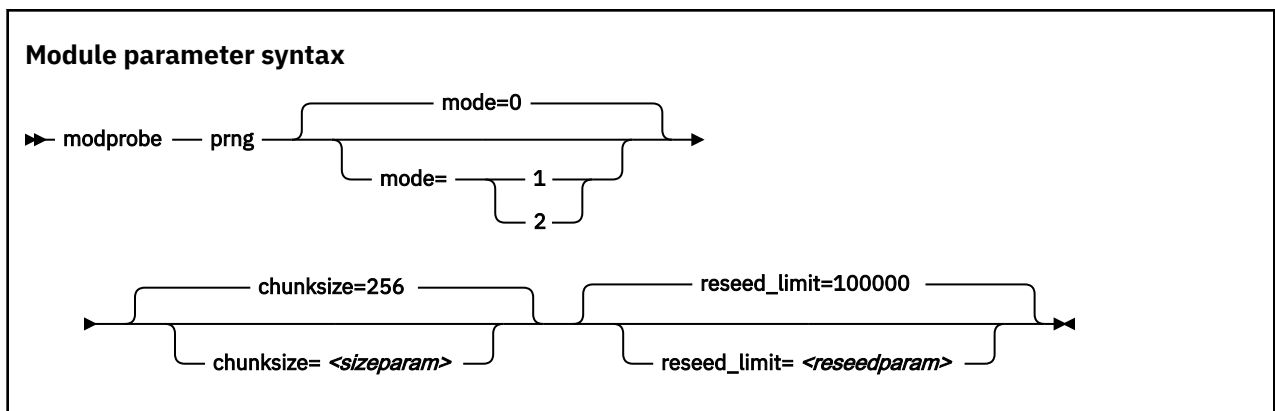 Module parameter syntax
mode=0
modprobe prng
mode= 1
2
chunksize=256 reseed_limit=100000
chunksize= <sizeparam> reseed_limit= <reseedparam>